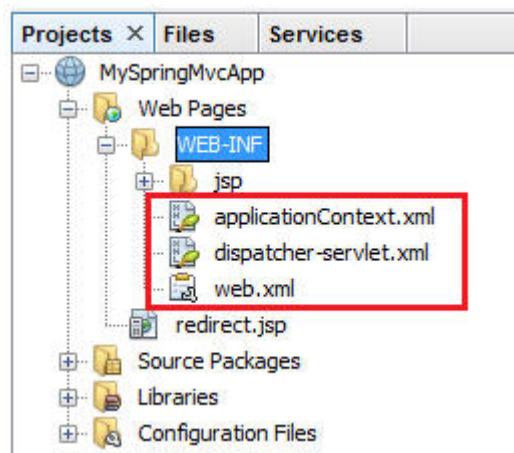 Projects × Files Services
MySpringMvcApp
Web Pages
WEB-INF
jsp
applicationContext.xml
dispatcher-servlet.xml
web.xml
redirect.jsp
Source Packages
Libraries
Configuration Files